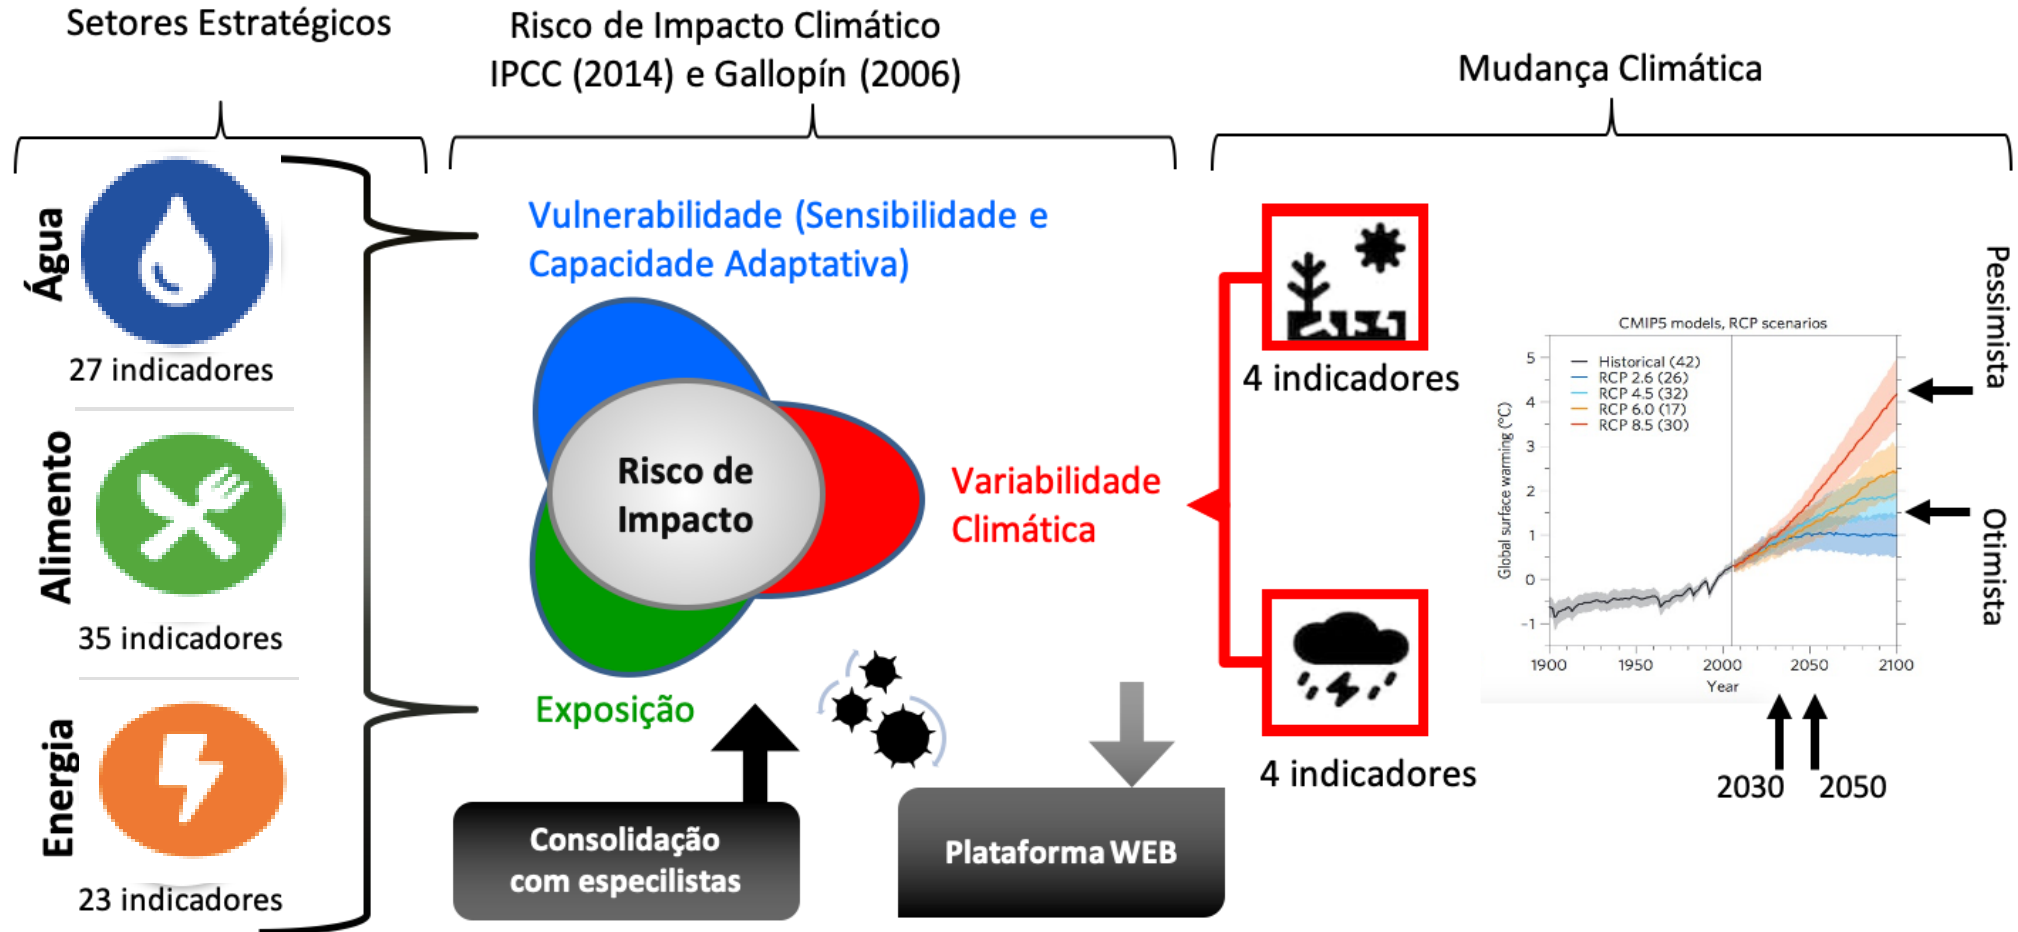 Setores Estratégicos
Risco de Impacto Climático
IPCC (2014) e Gallopín (2006)
Mudança Climática
Água
27 indicadores
Alimento
35 indicadores
Energia
23 indicadores
Vulnerabilidade (Sensibilidade e
Capacidade Adaptativa)
Risco de
Impacto
Variabilidade
Climática
Exposição
Consolidação
com especilistas
Plataforma WEB
4 indicadores
4 indicadores
CMIP5 models, RCP scenarios
Historical (42)
RCP 2.6 (26)
RCP 4.5 (32)
RCP 6.0 (17)
RCP 8.5 (30)
Global surface warming (°C)
5
4
3
2
1
0
−1
1900
1950
2000
2050
2100
Year
Pessimista
Otimista
2030
2050